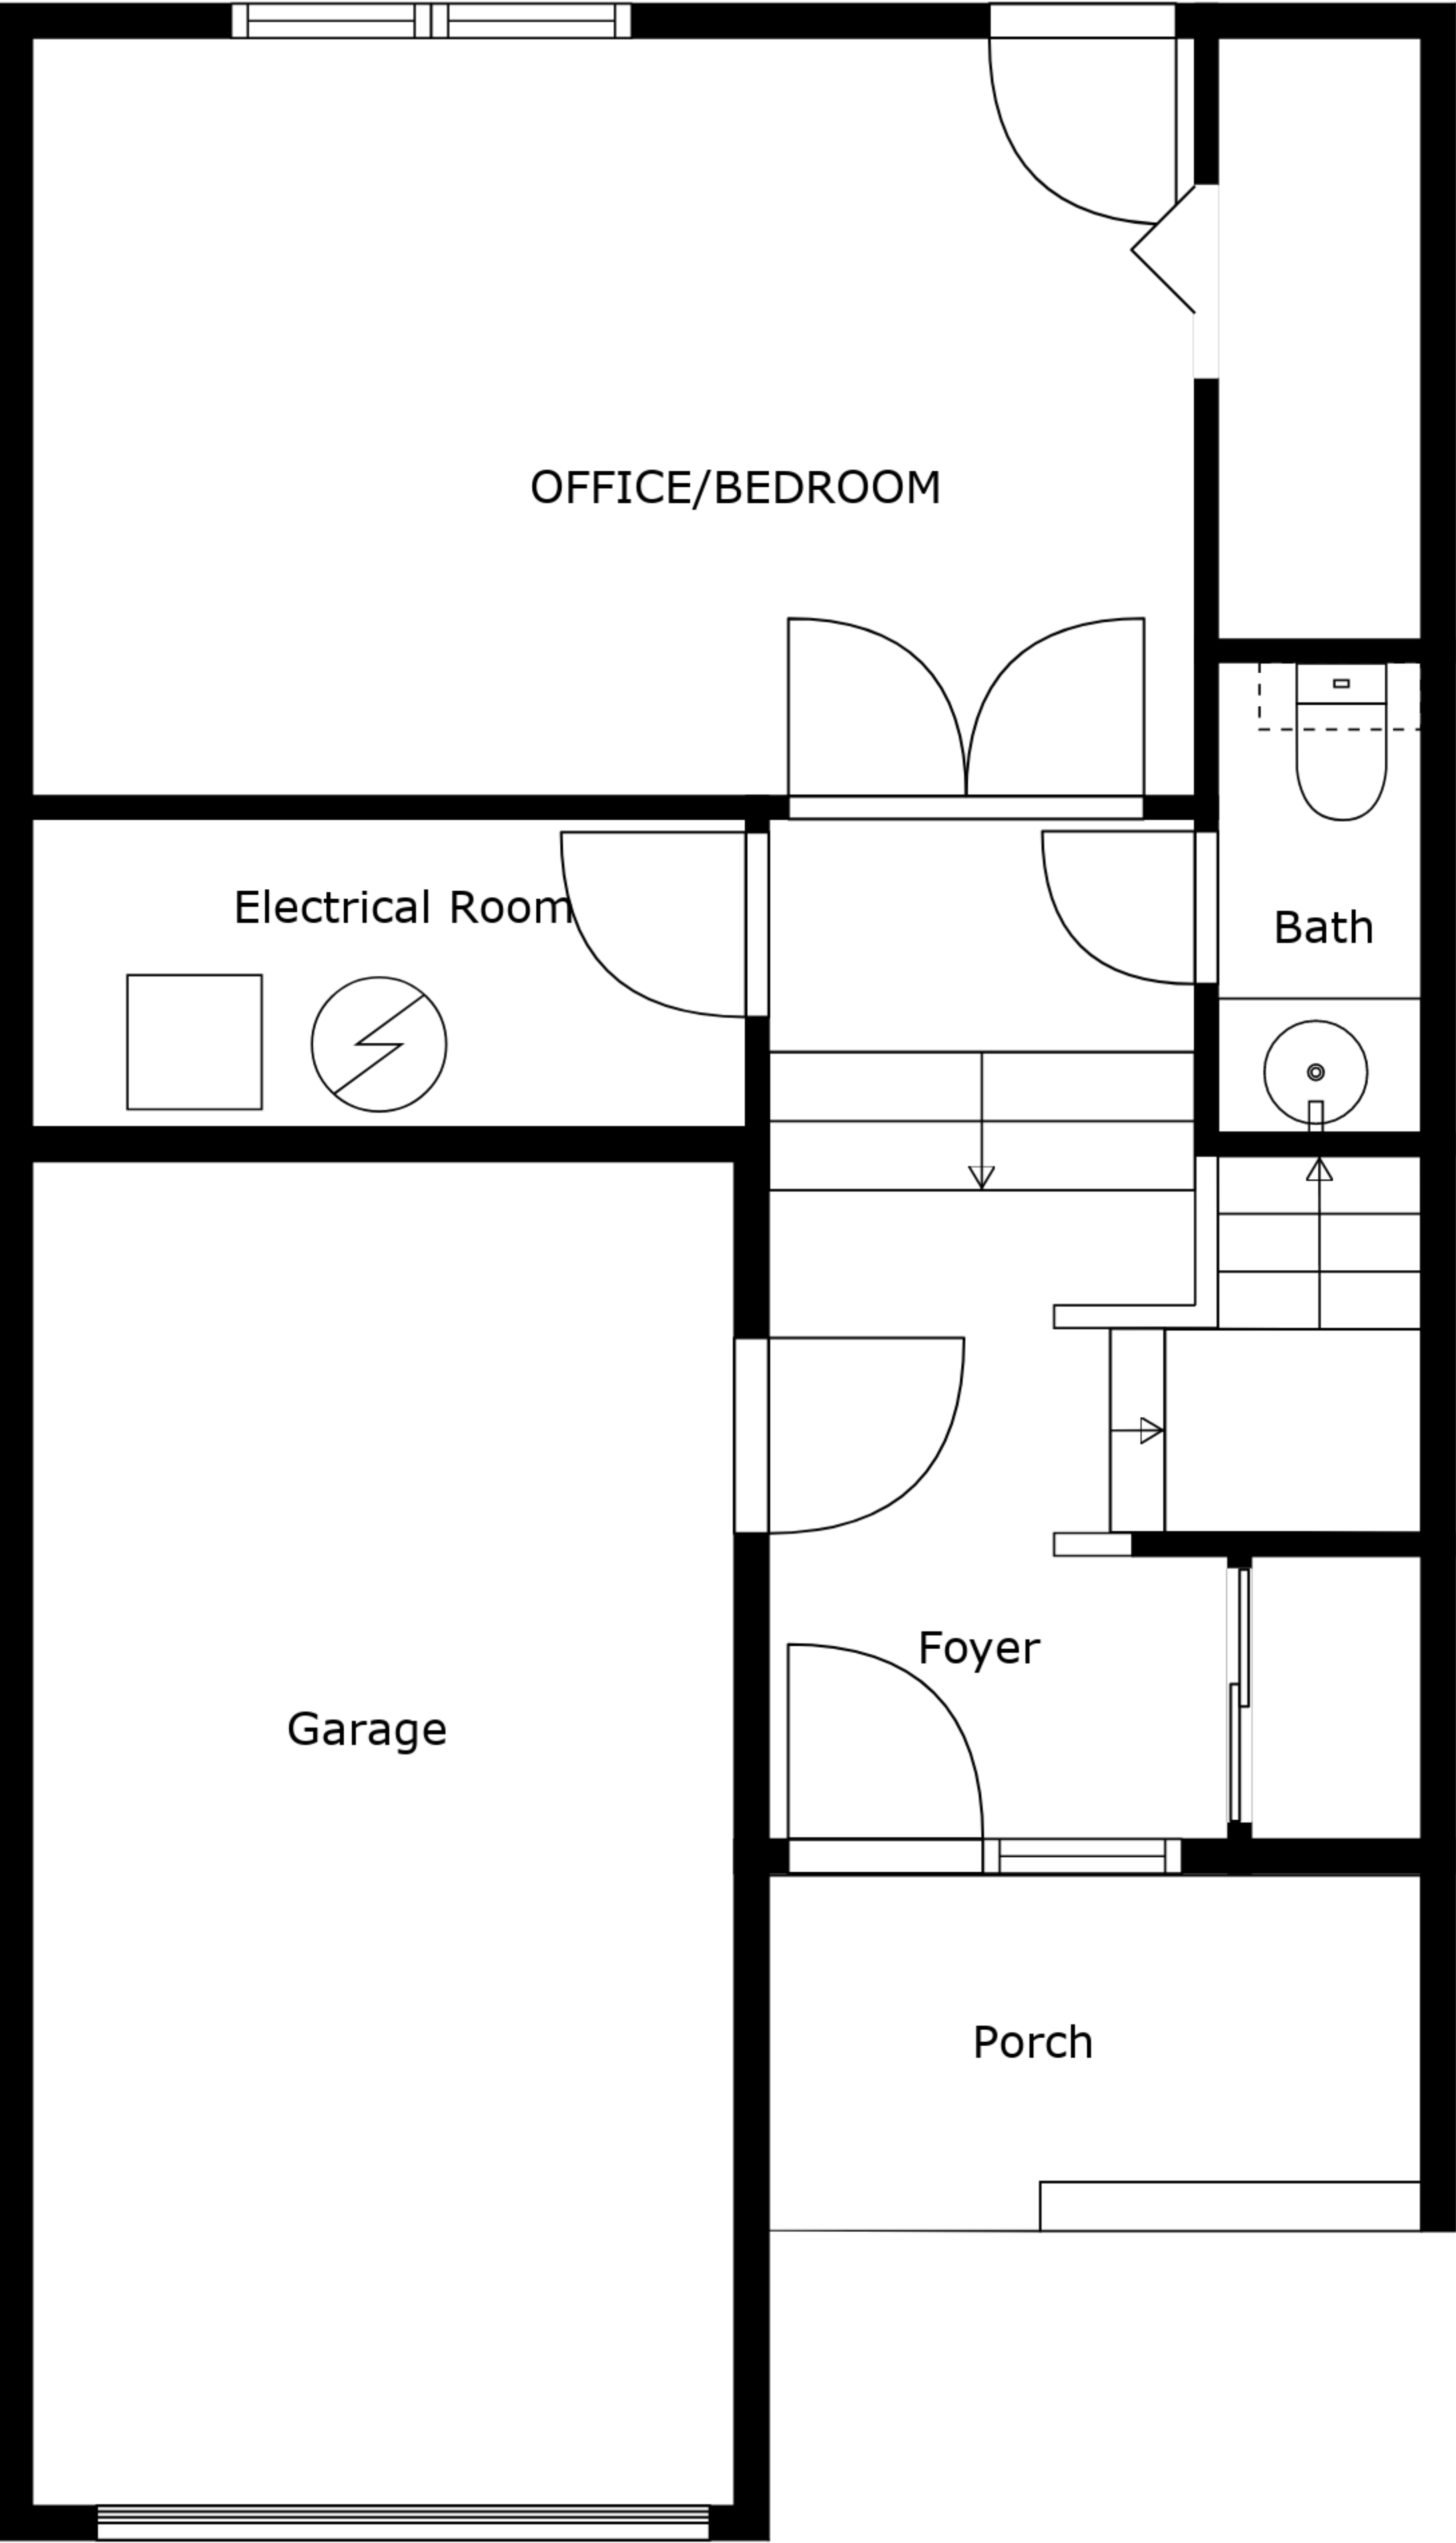 OFFICE/BEDROOM
Electrical Room
Bath
Foyer
Garage
Porch